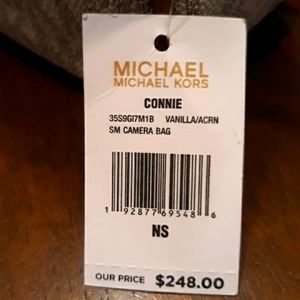 MICHAEL
MICHAEL KORS
CONNIE
35S9GI7M1B VANILLA/ACRN
SM CAMERA BAG
1 92877 69548 6
NS
OUR PRICE $248.00